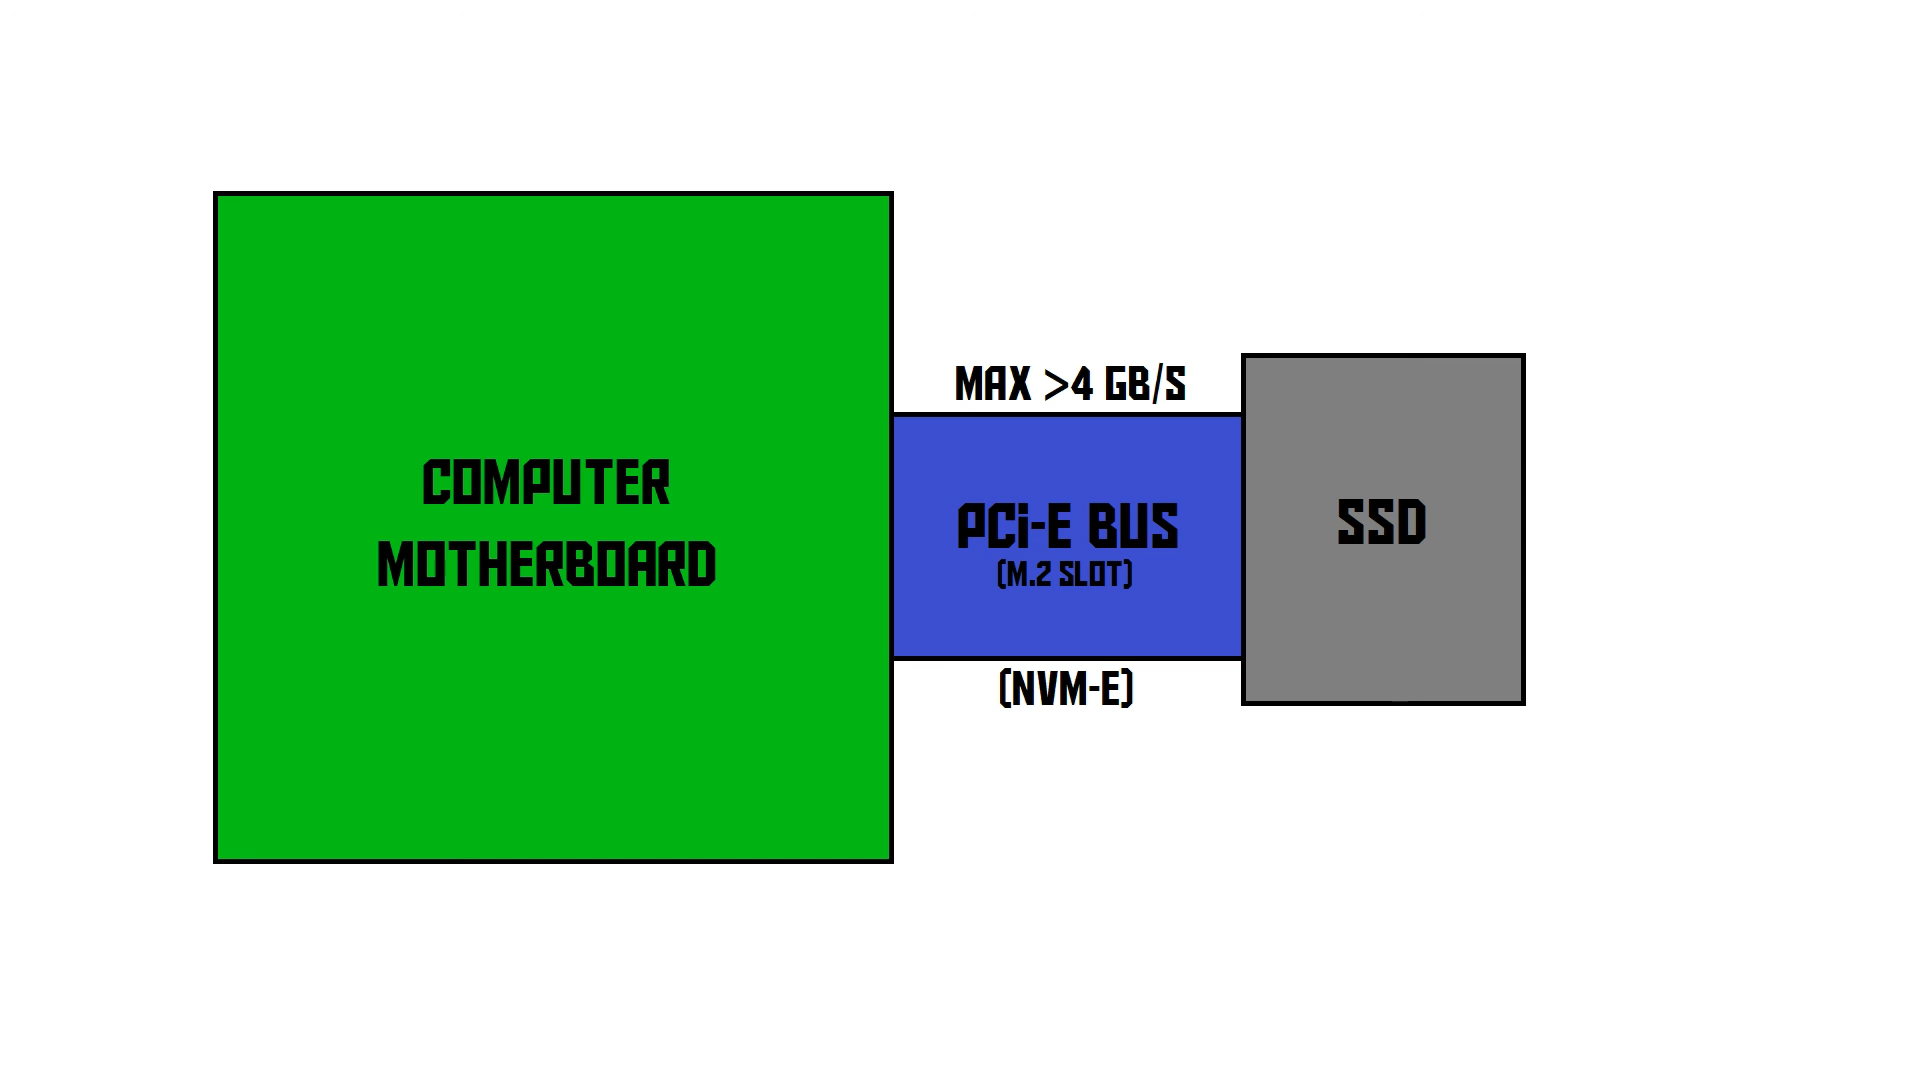 COMPUTER
MOTHERBOARD
MAX >4 GB/S
PCi-E BUS
(M.2 SLOT)
(NVM-E)
SSD